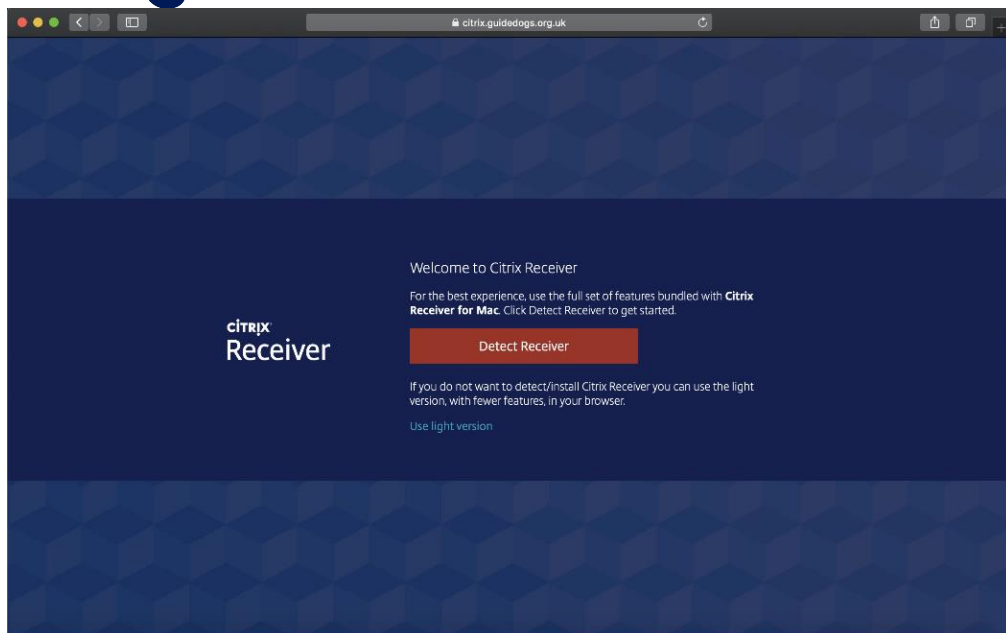 citrix.guidedogs.org.uk
Welcome to Citrix Receiver
For the best experience, use the full set of features bundled with Citrix
Receiver for Mac. Click Detect Receiver to get started.
citrix
Receiver
Detect Receiver
If you do not want to detect/install Citrix Receiver you can use the light
version, with fewer features, in your browser.
Use light version